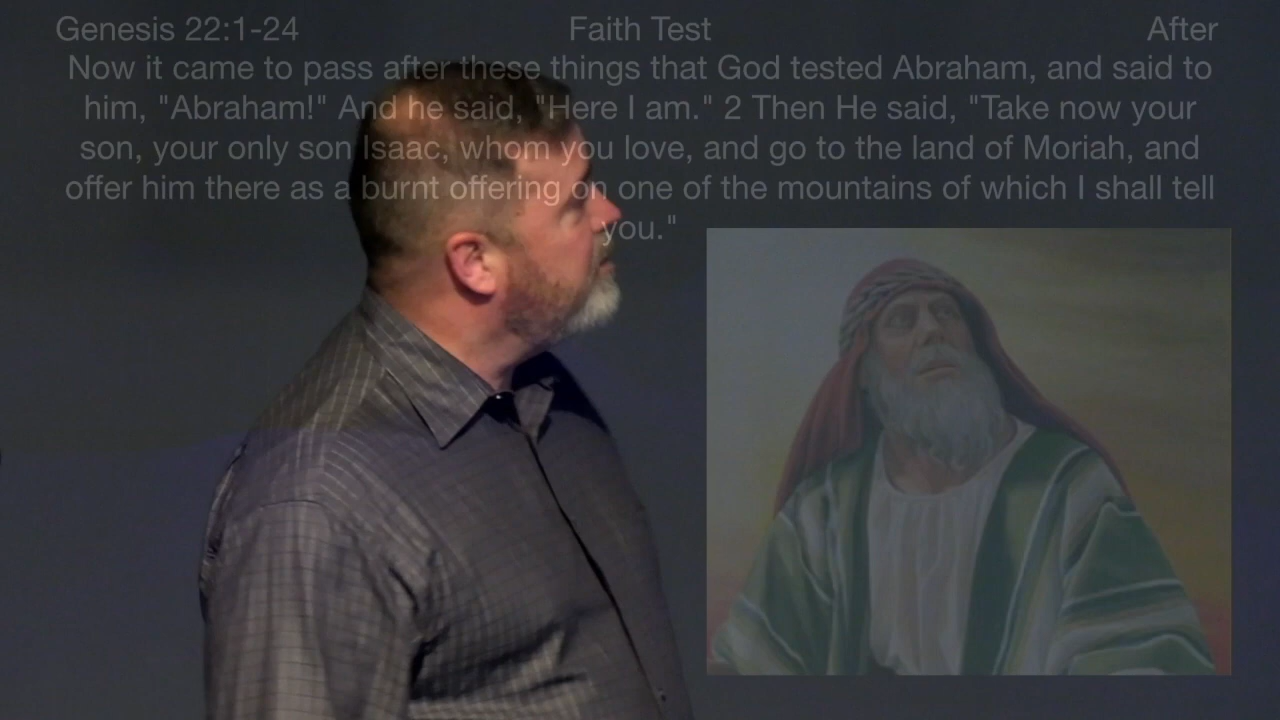 Genesis 22:1-24 Faith Test After
Now it came to pass after these things that God tested Abraham, and said to
him, "Abraham!" And he said, "Here I am." 2 Then He said, "Take now your
son, your only son Isaac, whom you love, and go to the land of Moriah, and
offer him there as a burnt offering on one of the mountains of which I shall tell
you."